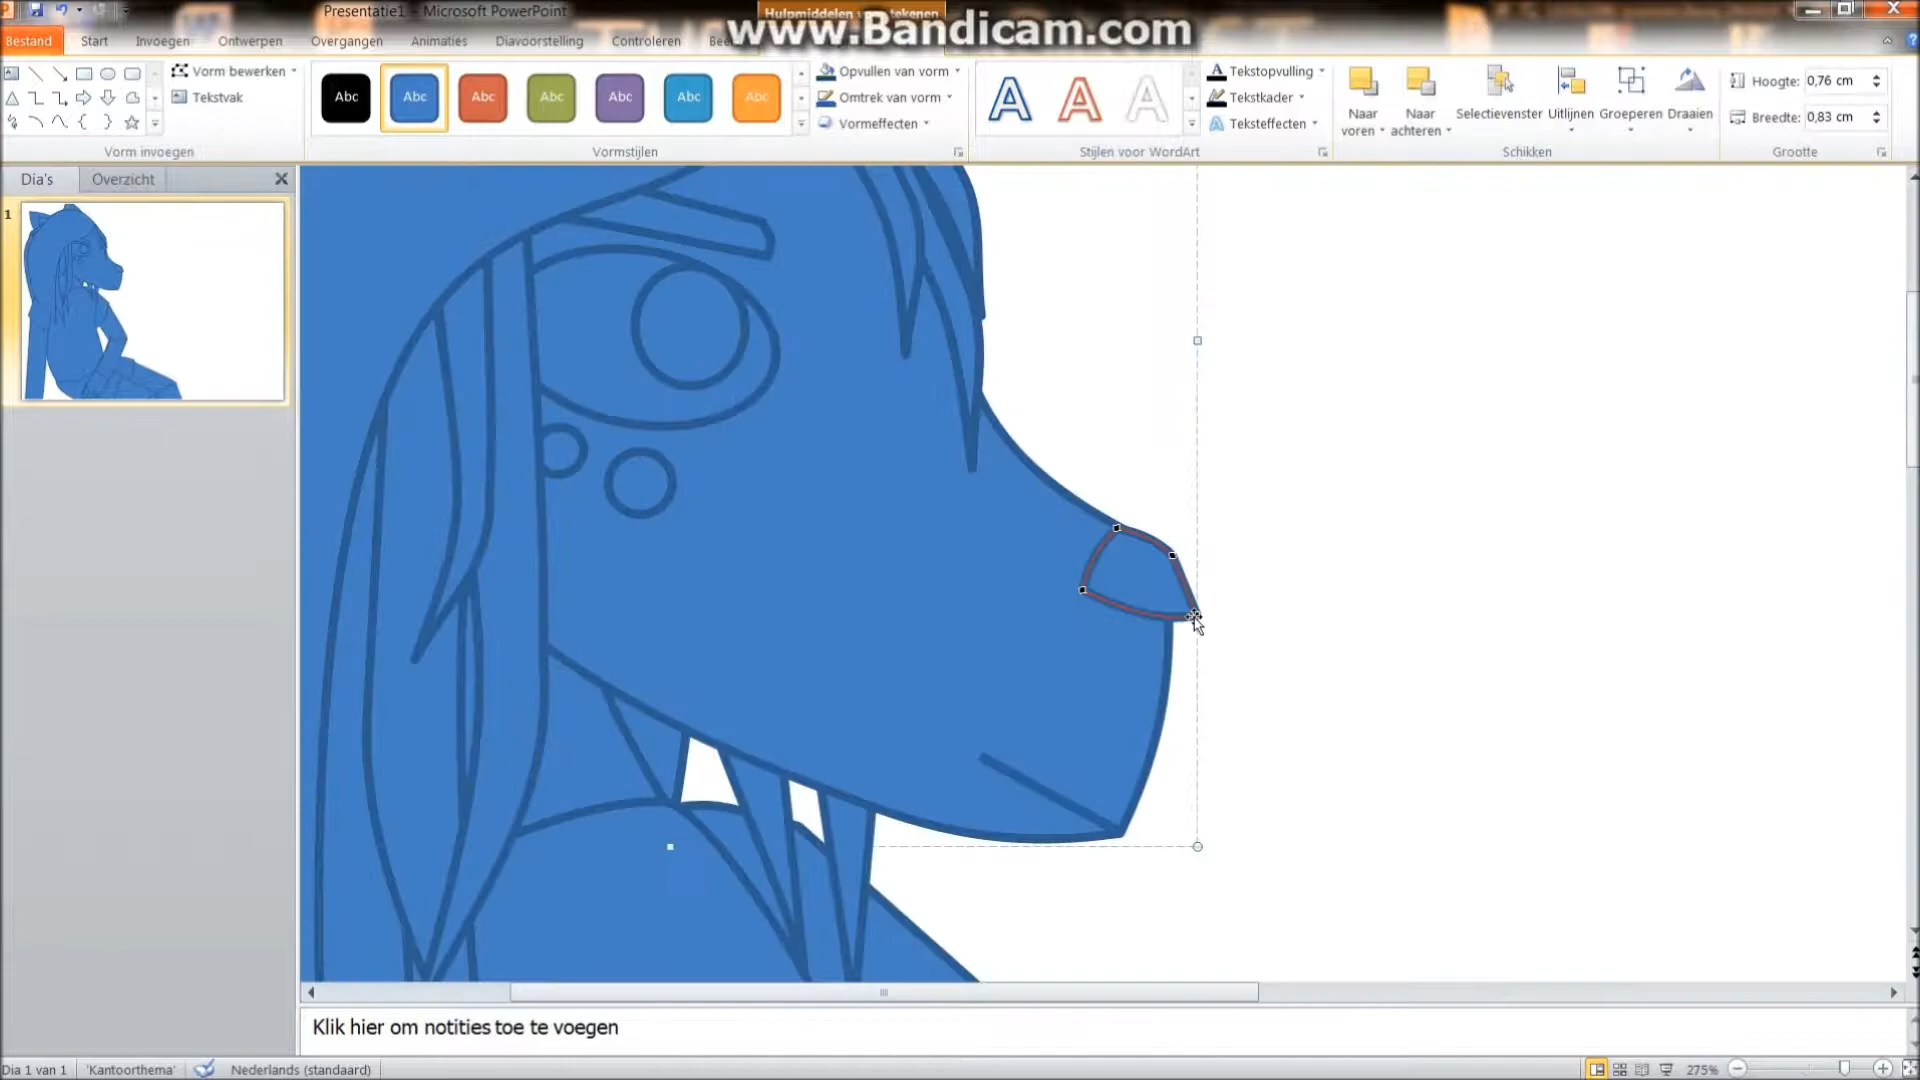 Presentatie1 – Microsoft PowerPoint
www.Bandicam.com
Bestand Start Invoegen Ontwerpen Overgangen Animaties Diavoorstelling Controleren
Vorm bewerken
Tekstvak
Vorm invoegen
Abc Abc Abc Abc Abc Abc Abc
Opvullen van vorm
Omtrek van vorm
Vormeffecten
Vormstijlen
A A A
Tekstopvulling
Tekstkader
Teksteffecten
Stijlen voor WordArt
Naar voren
Naar achteren
Selectievenster
Uitlijnen
Groeperen
Draaien
Schikken
Hoogte: 0,76 cm
Breedte: 0,83 cm
Grootte
Dia's Overzicht
1
Klik hier om notities toe te voegen
Dia 1 van 1 'Kantoorthema' Nederlands (standaard) 275%